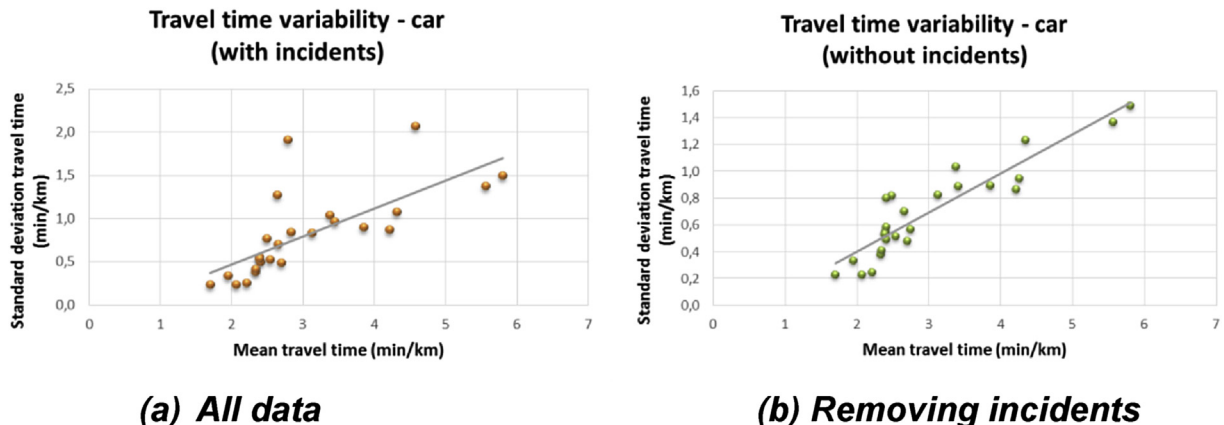 Travel time variability - car
(with incidents)
Standard deviation travel time
(min/km)
2,5
2,0
1,5
1,0
0,5
0,0
0 1 2 3 4 5 6 7
Mean travel time (min/km)
(a) All data
Travel time variability - car
(without incidents)
Standard deviation travel time
(min/km)
1,6
1,4
1,2
1,0
0,8
0,6
0,4
0,2
0,0
0 1 2 3 4 5 6 7
Mean travel time (min/km)
(b) Removing incidents